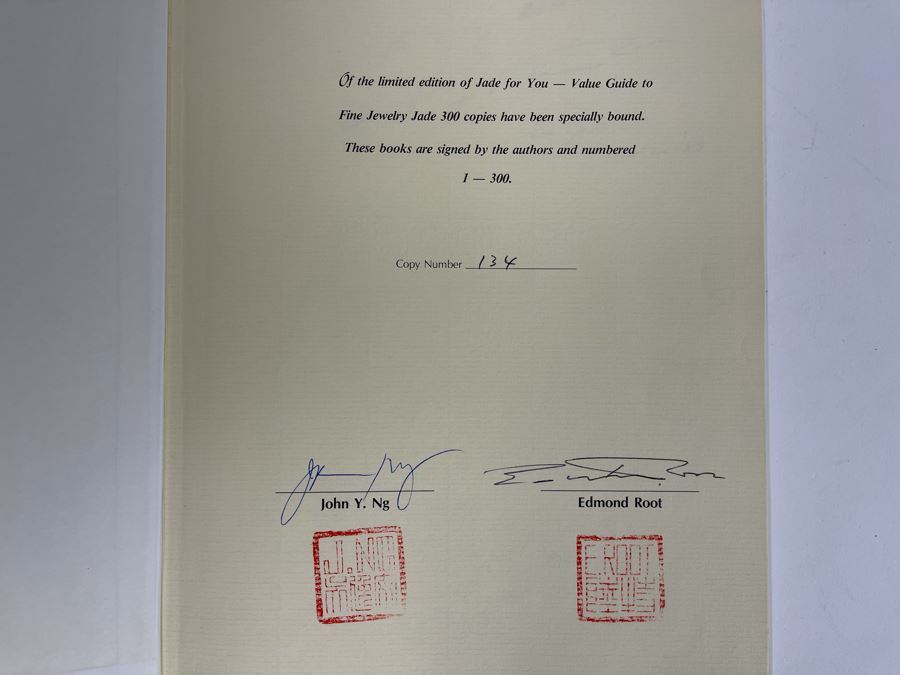 Of the limited edition of Jade for You — Value Guide to
Fine Jewelry Jade 300 copies have been specially bound.
These books are signed by the authors and numbered
1 — 300.
Copy Number 134
John Y. Ng
Edmond Root
E.ROOT